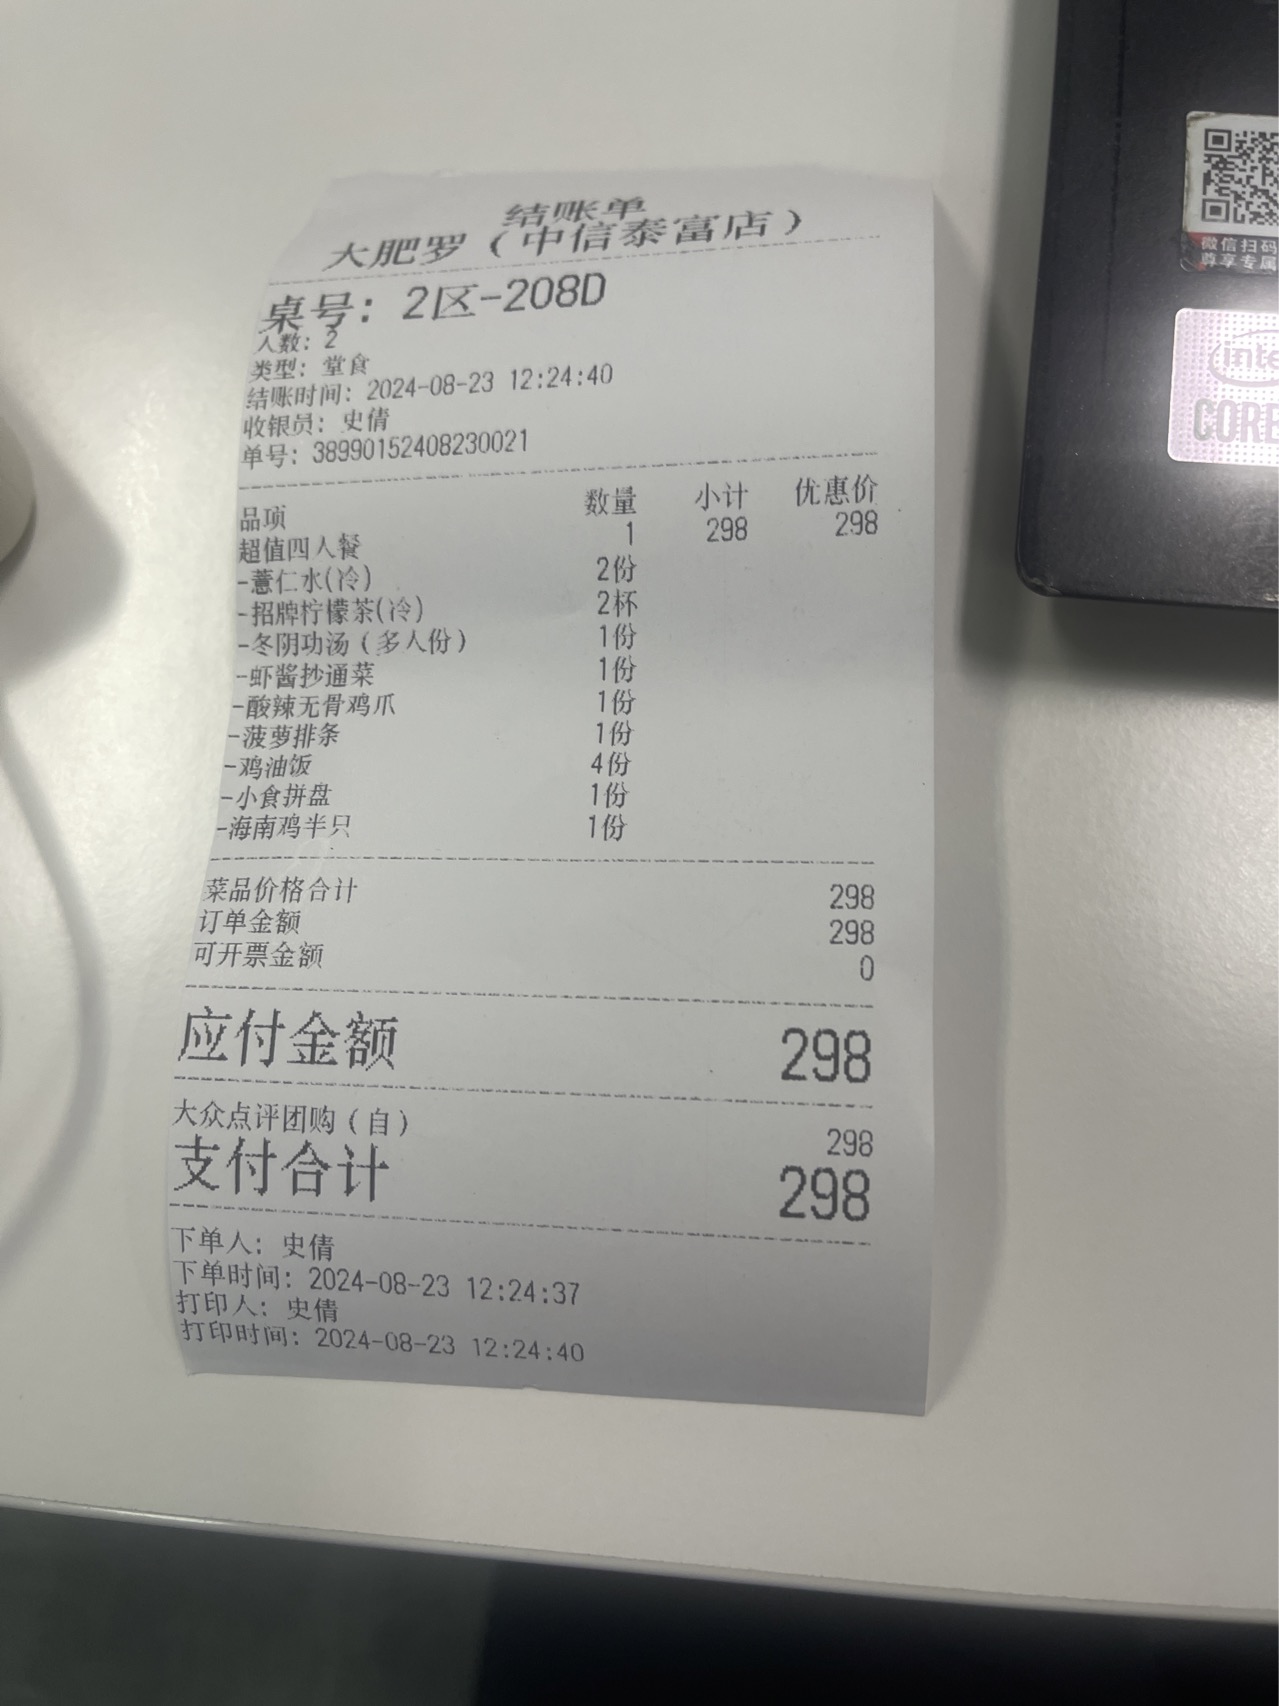 结账单
大肥罗（中信泰富店）
桌号：2区-208D
人数：2
类型：堂食
结账时间：2024-08-23 12:24:40
收银员：史倩
单号：38990152408230021
品项 数量 小计 优惠价
超值四人餐 1 298 298
-薏仁水(冷) 2份
-招牌柠檬茶(冷) 2杯
-冬阴功汤（多人份） 1份
-虾酱抄通菜 1份
-酸辣无骨鸡爪 1份
-菠萝排条 1份
-鸡油饭 4份
-小食拼盘 1份
-海南鸡半只 1份
菜品价格合计 298
订单金额 298
可开票金额 0
应付金额 298
大众点评团购（自） 298
支付合计 298
下单人：史倩
下单时间：2024-08-23 12:24:37
打印人：史倩
打印时间：2024-08-23 12:24:40
微信扫码
尊享专属
CORE